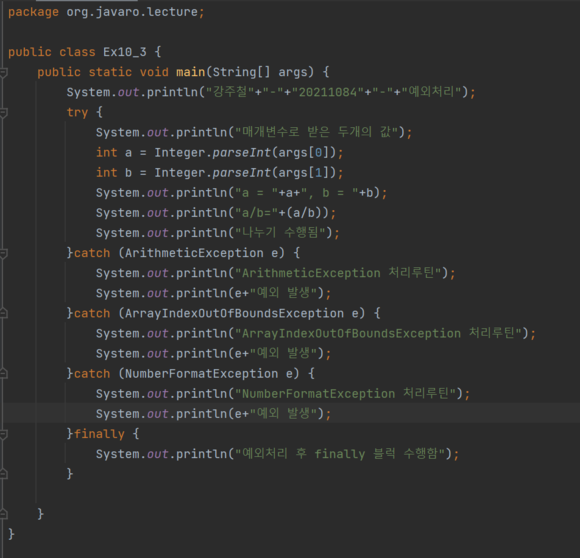 package org.javaro.lecture;
public class Ex10_3 {
public static void main(String[] args) {
System.out.println("강주철"+"-"+"20211084"+"-"+"예외처리");
try {
System.out.println("매개변수로 받은 두개의 값");
int a = Integer.parseInt(args[0]);
int b = Integer.parseInt(args[1]);
System.out.println("a = "+a+", b = "+b);
System.out.println("a/b="+(a/b));
System.out.println("나누기 수행됨");
}catch (ArithmeticException e) {
System.out.println("ArithmeticException 처리루틴");
System.out.println(e+"예외 발생");
}catch (ArrayIndexOutOfBoundsException e) {
System.out.println("ArrayIndexOutOfBoundsException 처리루틴");
System.out.println(e+"예외 발생");
}catch (NumberFormatException e) {
System.out.println("NumberFormatException 처리루틴");
System.out.println(e+"예외 발생");
}finally {
System.out.println("예외처리 후 finally 블럭 수행함");
}
}
}